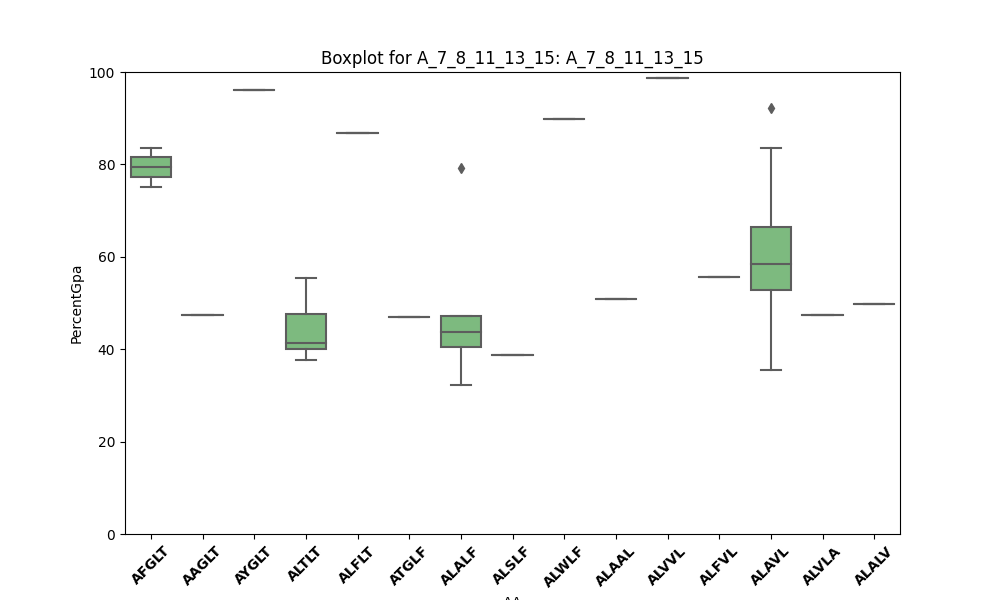 Boxplot for A_7_8_11_13_15: A_7_8_11_13_15
100
80
60
40
20
0
PercentGpa
AFGLT
AAGLT
AYGLT
ALTLT
ALFLT
ATGLF
ALALF
ALSLF
ALWLF
ALAAL
ALVVL
ALFVL
ALAVL
ALVLA
ALALV